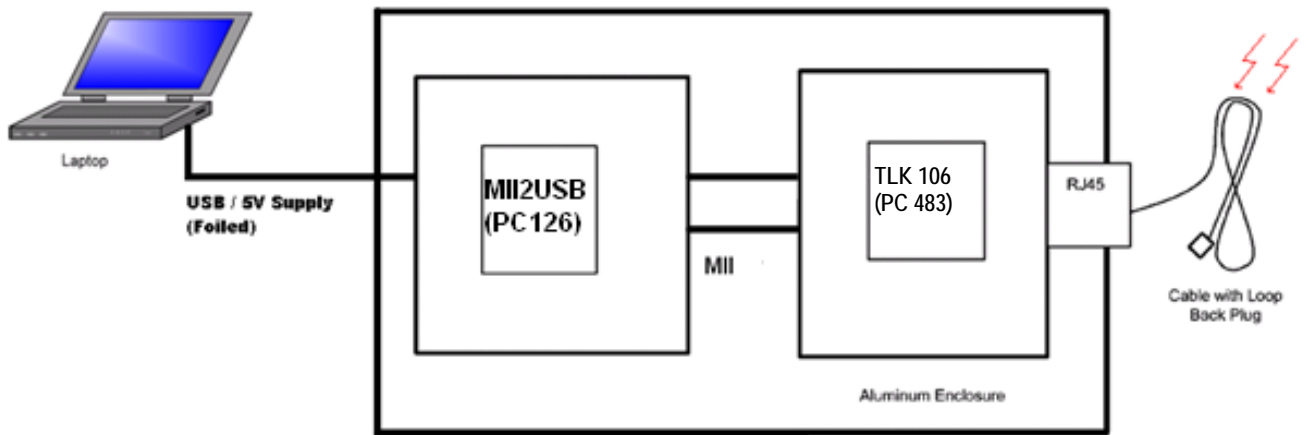 Laptop
USB / 5V Supply
(Foiled)
MII2USB
(PC126)
MII
TLK 106
(PC 483)
RJ45
Cable with Loop
Back Plug
Aluminum Enclosure